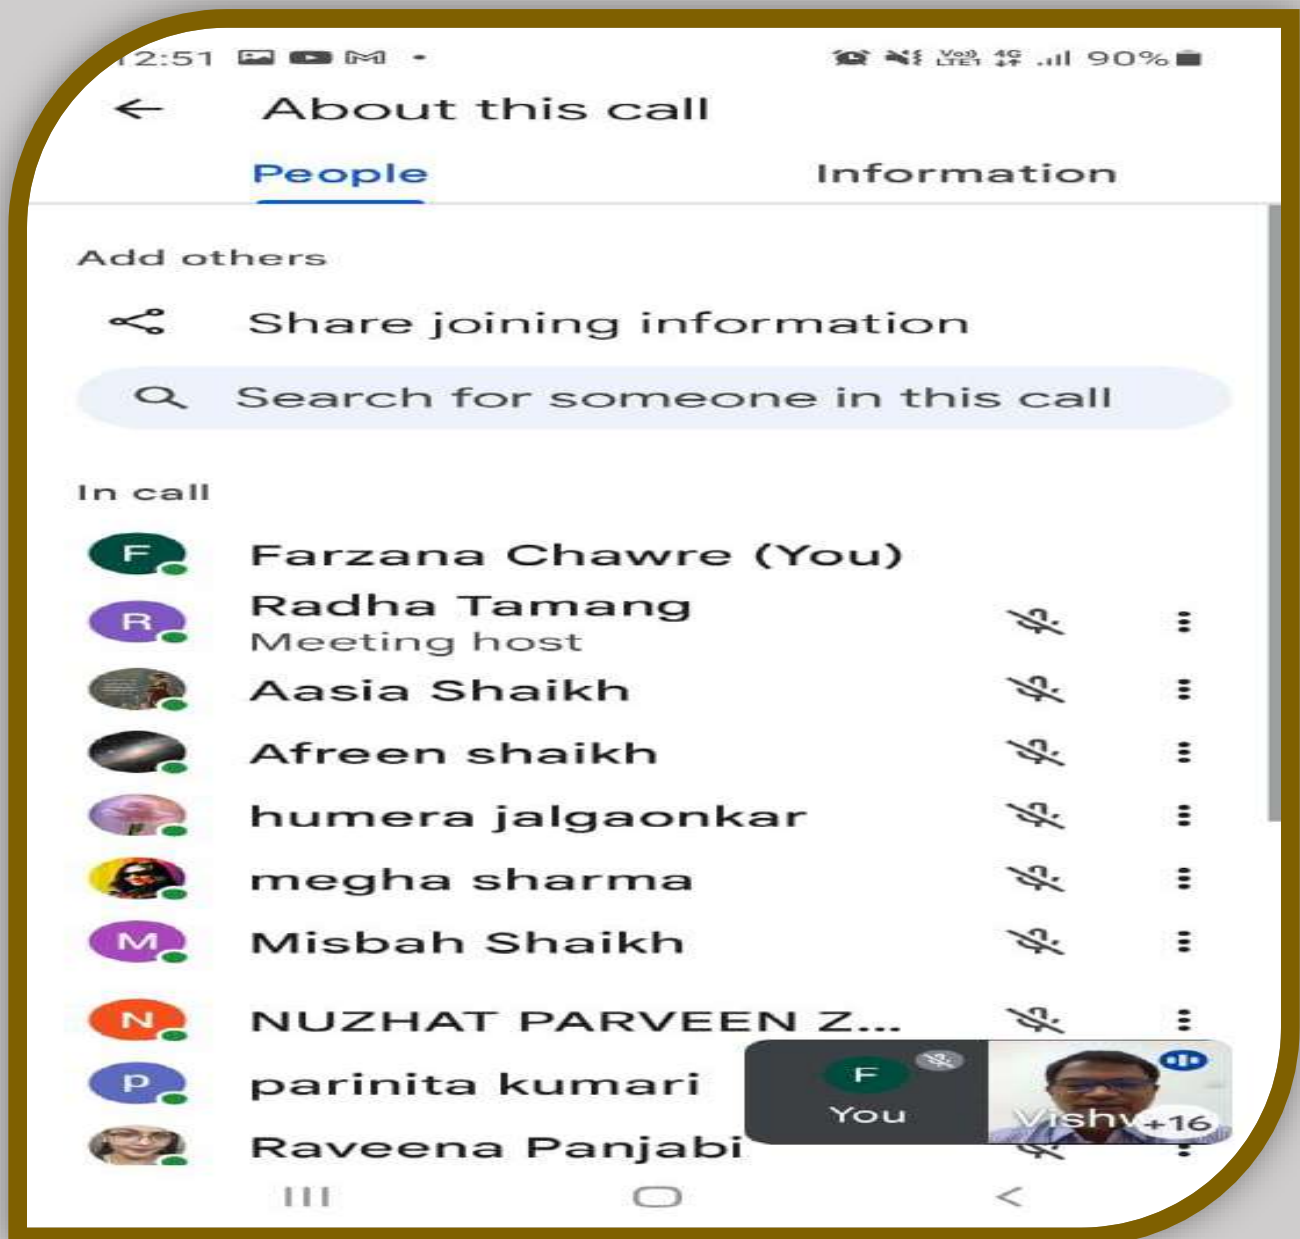 12:51 90%
About this call
People Information
Add others
Share joining information
Search for someone in this call
In call
F Farzana Chawre (You)
R Radha Tamang
Meeting host
Aasia Shaikh
Afreen shaikh
humera jalgaonkar
megha sharma
M Misbah Shaikh
N NUZHAT PARVEEN Z...
P parinita kumari
F
You Vishv +16
Raveena Panjabi